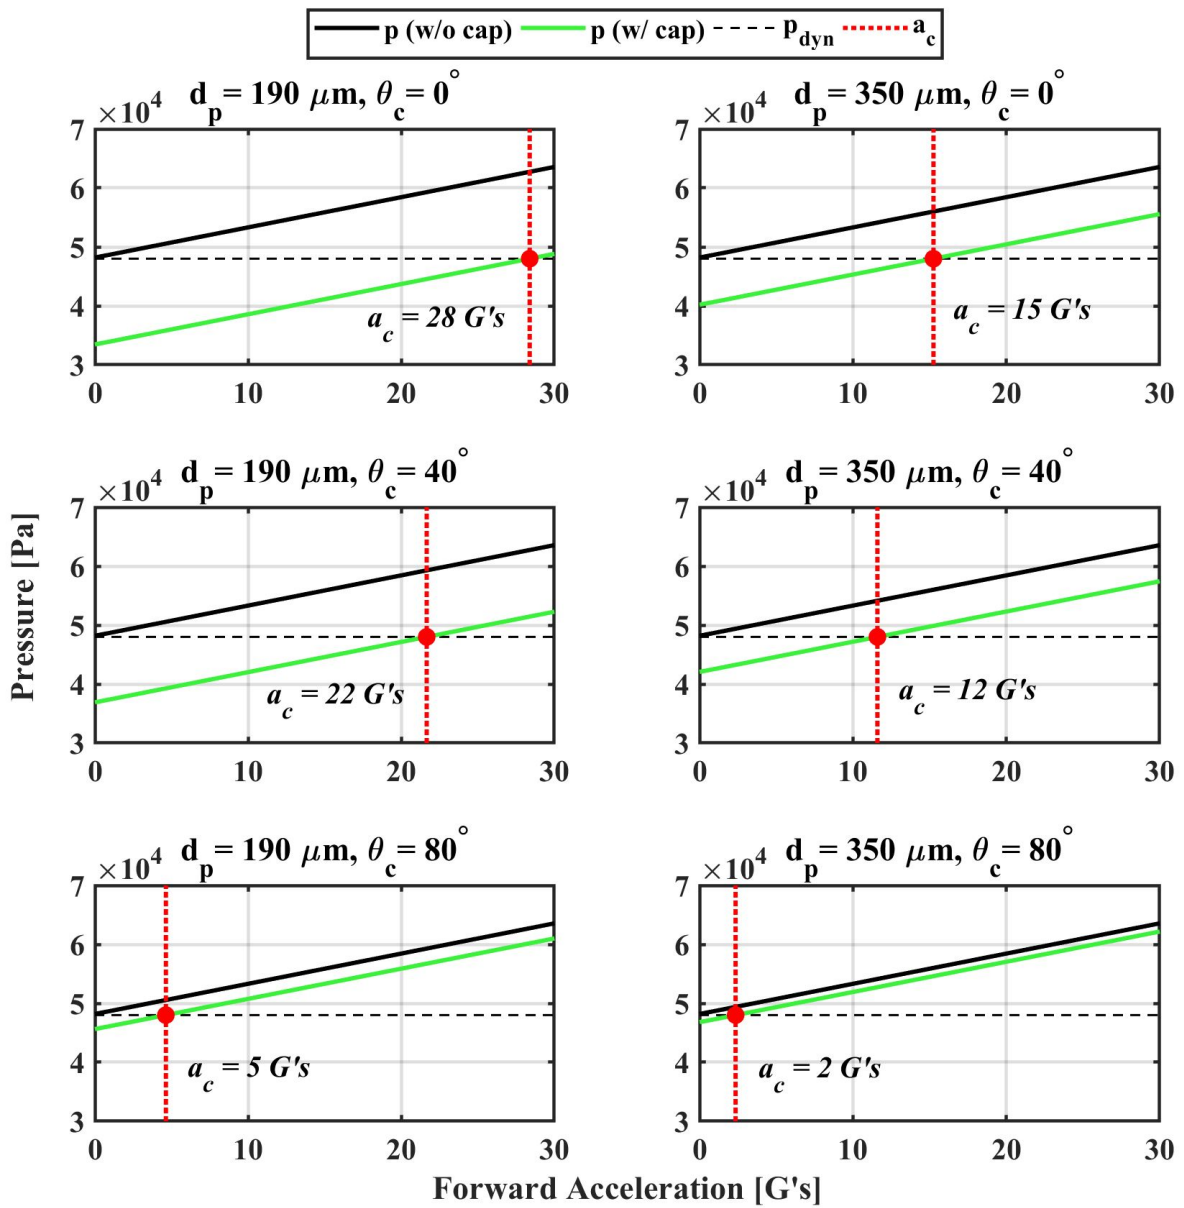 p (w/o cap) p (w/ cap) p_dyn a_c
×10^4 d_p = 190 μm, θ_c = 0°
7
6
5
4
3
a_c = 28 G's
0 10 20 30
×10^4 d_p = 350 μm, θ_c = 0°
7
6
5
4
3
a_c = 15 G's
0 10 20 30
Pressure [Pa]
×10^4 d_p = 190 μm, θ_c = 40°
7
6
5
4
3
a_c = 22 G's
0 10 20 30
×10^4 d_p = 350 μm, θ_c = 40°
7
6
5
4
3
a_c = 12 G's
0 10 20 30
×10^4 d_p = 190 μm, θ_c = 80°
7
6
5
4
3
a_c = 5 G's
0 10 20 30
×10^4 d_p = 350 μm, θ_c = 80°
7
6
5
4
3
a_c = 2 G's
0 10 20 30
Forward Acceleration [G's]